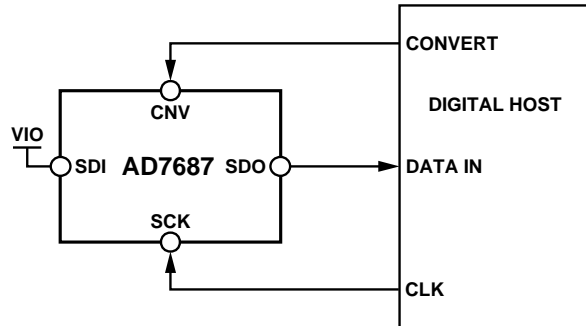 CONVERT
DIGITAL HOST
CNV
VIO
SDI AD7687 SDO
DATA IN
SCK
CLK